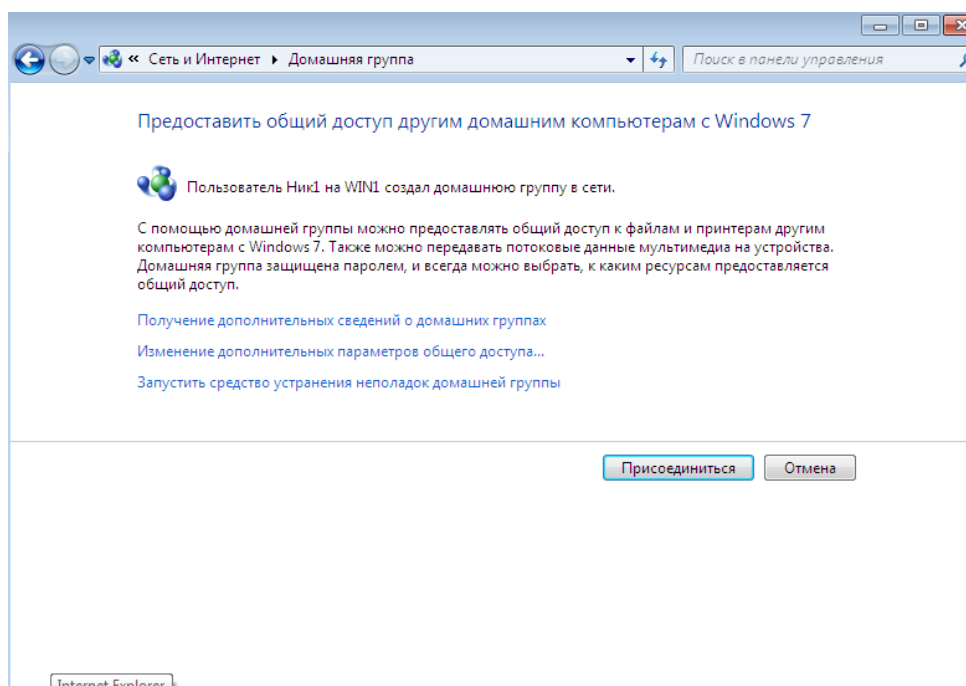 « Сеть и Интернет ▸ Домашняя группа
Поиск в панели управления
Предоставить общий доступ другим домашним компьютерам с Windows 7
Пользователь Ник1 на WIN1 создал домашнюю группу в сети.
С помощью домашней группы можно предоставлять общий доступ к файлам и принтерам другим
компьютерам с Windows 7. Также можно передавать потоковые данные мультимедиа на устройства.
Домашняя группа защищена паролем, и всегда можно выбрать, к каким ресурсам предоставляется
общий доступ.
Получение дополнительных сведений о домашних группах
Изменение дополнительных параметров общего доступа...
Запустить средство устранения неполадок домашней группы
Присоединиться
Отмена
Internet Explorer